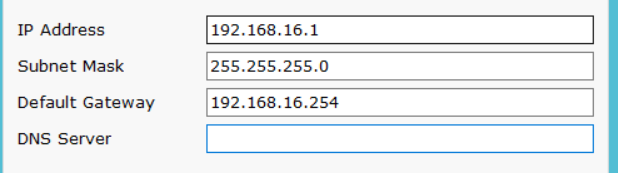 IP Address 192.168.16.1
Subnet Mask 255.255.255.0
Default Gateway 192.168.16.254
DNS Server